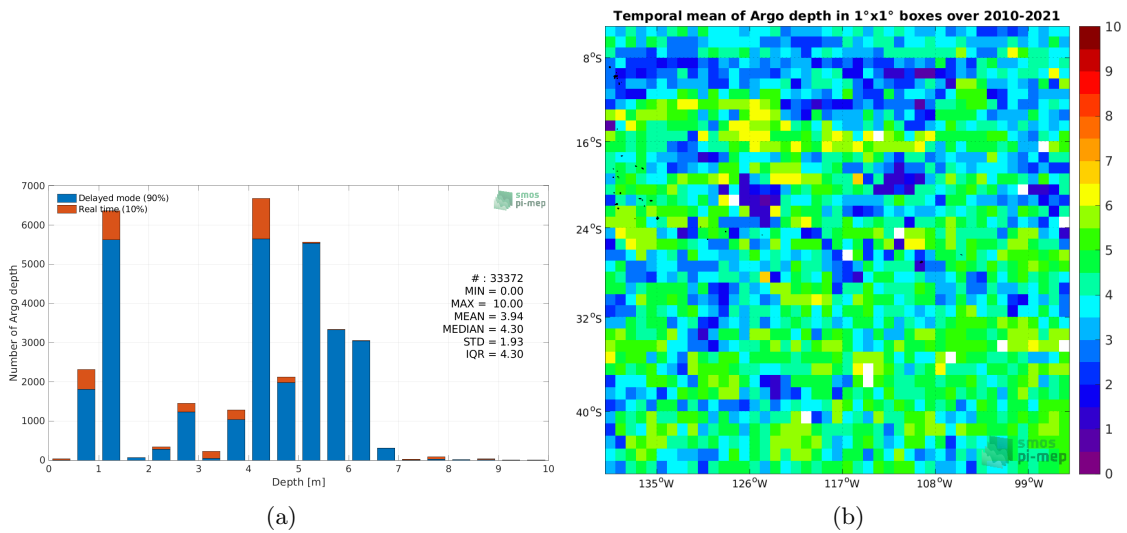 7000
6000
5000
4000
3000
2000
1000
0
Number of Argo depth
Delayed mode (90%)
Real time (10%)
smos
pi-mep
# : 33372
MIN = 0.00
MAX = 10.00
MEAN = 3.94
MEDIAN = 4.30
STD = 1.93
IQR = 4.30
0 1 2 3 4 5 6 7 8 9 10
Depth [m]
(a)
Temporal mean of Argo depth in 1°x1° boxes over 2010-2021
8°S
16°S
24°S
32°S
40°S
135°W 126°W 117°W 108°W 99°W
smos
pi-mep
10
9
8
7
6
5
4
3
2
1
0
(b)